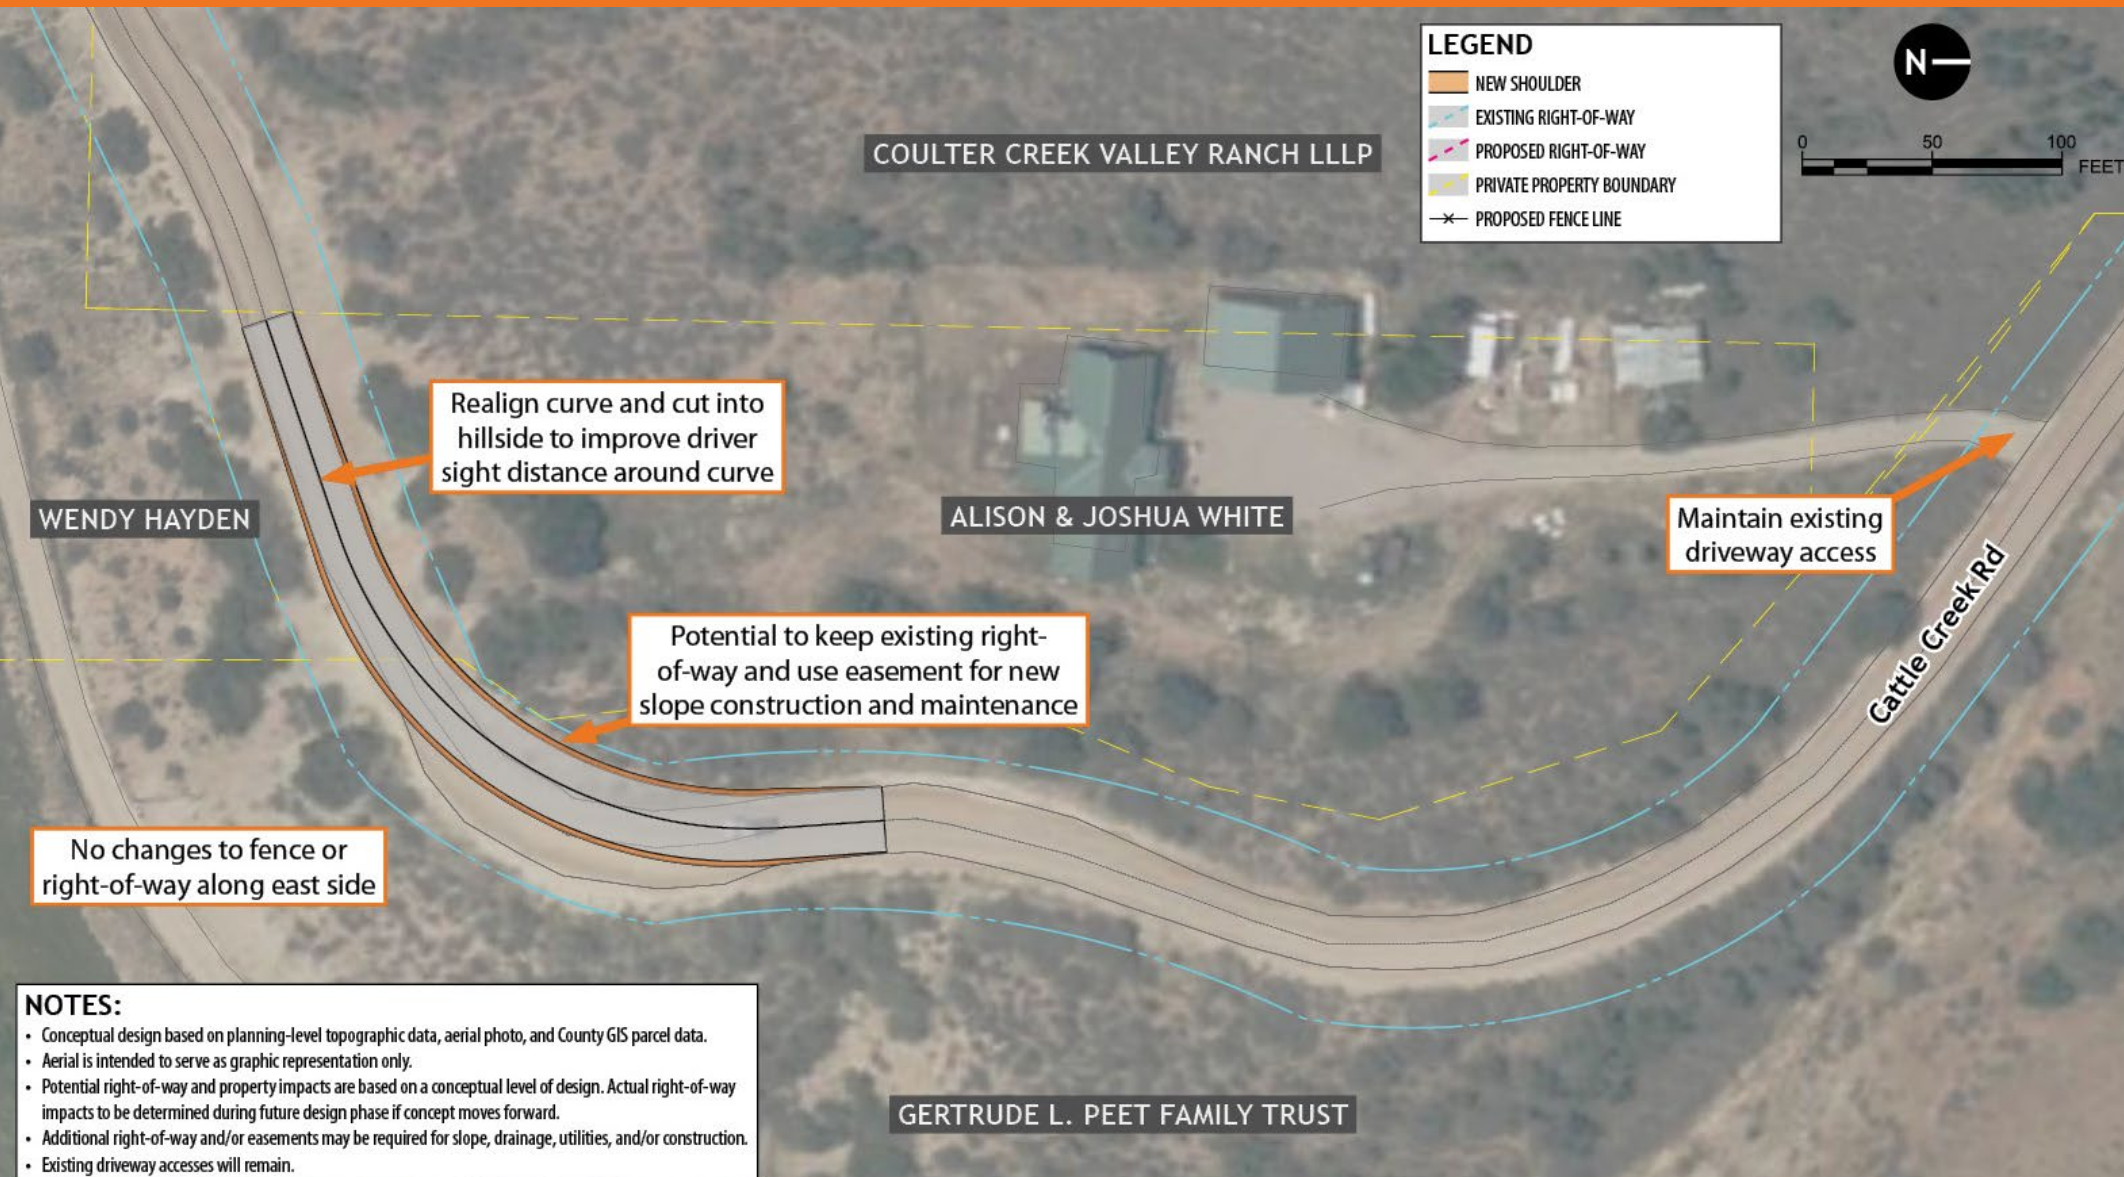 LEGEND
NEW SHOULDER
EXISTING RIGHT-OF-WAY
PROPOSED RIGHT-OF-WAY
PRIVATE PROPERTY BOUNDARY
PROPOSED FENCE LINE
N
0 50 100
FEET
COULTER CREEK VALLEY RANCH LLLP
Realign curve and cut into
hillside to improve driver
sight distance around curve
WENDY HAYDEN
ALISON & JOSHUA WHITE
Maintain existing
driveway access
Cattle Creek Rd
Potential to keep existing right-
of-way and use easement for new
slope construction and maintenance
No changes to fence or
right-of-way along east side
NOTES:
• Conceptual design based on planning-level topographic data, aerial photo, and County GIS parcel data.
• Aerial is intended to serve as graphic representation only.
• Potential right-of-way and property impacts are based on a conceptual level of design. Actual right-of-way
impacts to be determined during future design phase if concept moves forward.
• Additional right-of-way and/or easements may be required for slope, drainage, utilities, and/or construction.
• Existing driveway accesses will remain.
GERTRUDE L. PEET FAMILY TRUST